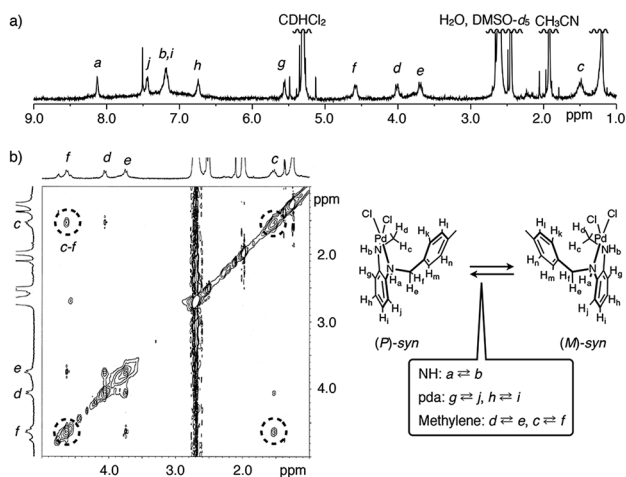 a)
CDHCl2
H2O, DMSO-d5 CH3CN
a
j
b,i
h
g
f
d
e
c
9.0 8.0 7.0 6.0 5.0 4.0 3.0 2.0 1.0
ppm
b)
f d e c
ppm
c
c-f
2.0
3.0
e
d
4.0
f
4.0 3.0 2.0 ppm
Cl Cl Pd Hd Hc Hb N Hg N Ha Hf He Hh Hi Hj Hk Hl Hm Hn
(P)-syn
Hl Hk Hn Hm Hf He Cl Cl Pd Hd Hc N Hb N Ha Hg Hj Hi Hh
(M)-syn
NH: a ⇌ b
pda: g ⇌ j, h ⇌ i
Methylene: d ⇌ e, c ⇌ f